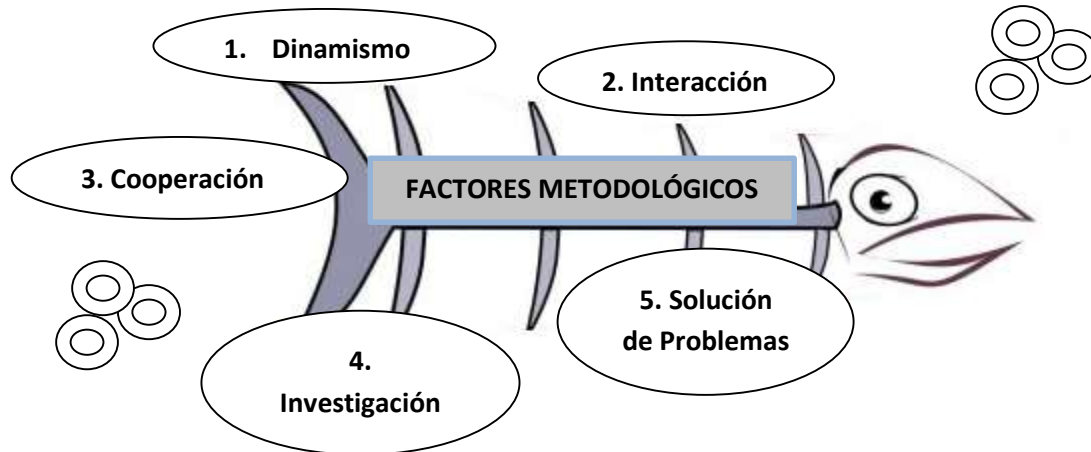 1. Dinamismo
2. Interacción
3. Cooperación
FACTORES METODOLÓGICOS
4.
Investigación
5. Solución
de Problemas